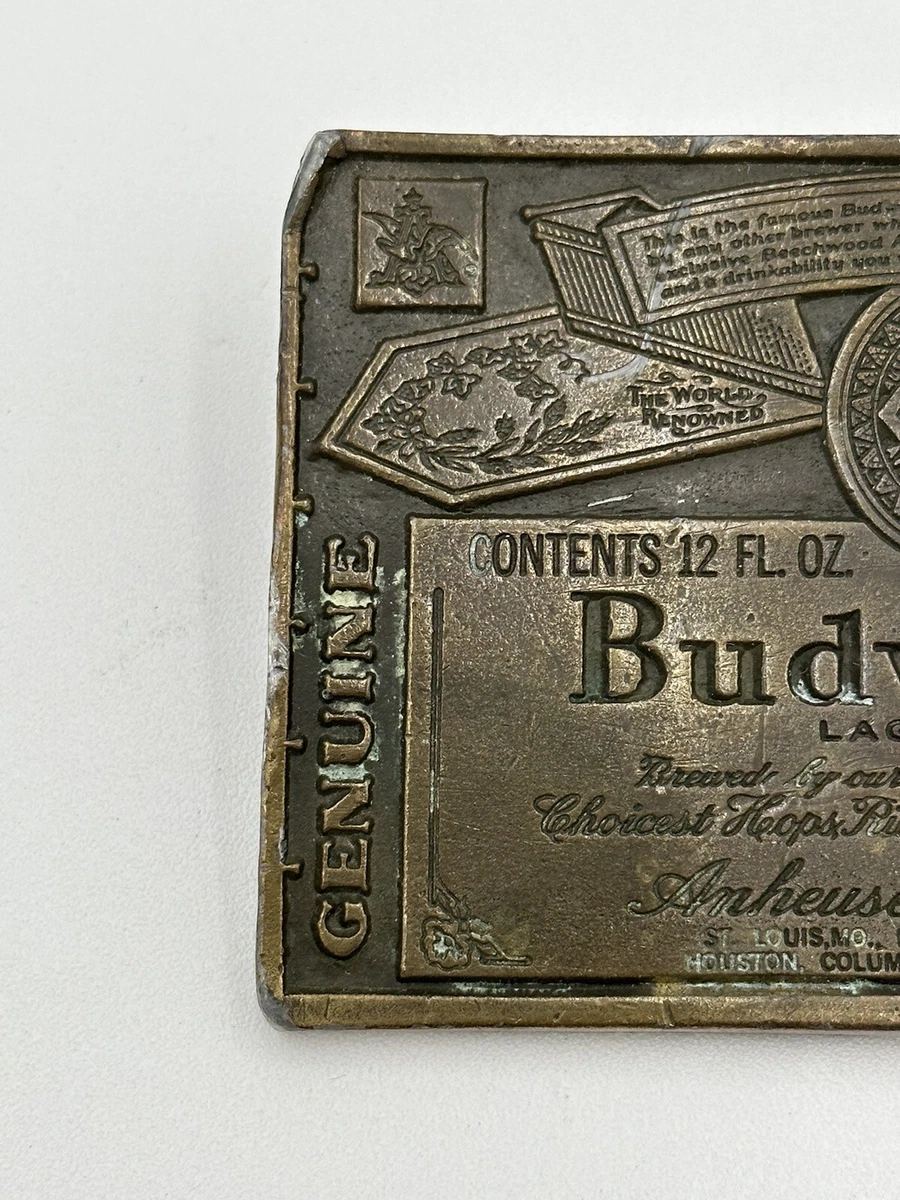 This is the famous Bud
by any other brewer wh
exclusive Beechwood A
and a drinkability you
THE WORLD
RENOWNED
GENUINE
CONTENTS 12 FL. OZ.
Budw
LAG
Brewed by our
Choicest Hops, Ri
Anheuse
ST. LOUIS, MO.,
HOUSTON, COLUM